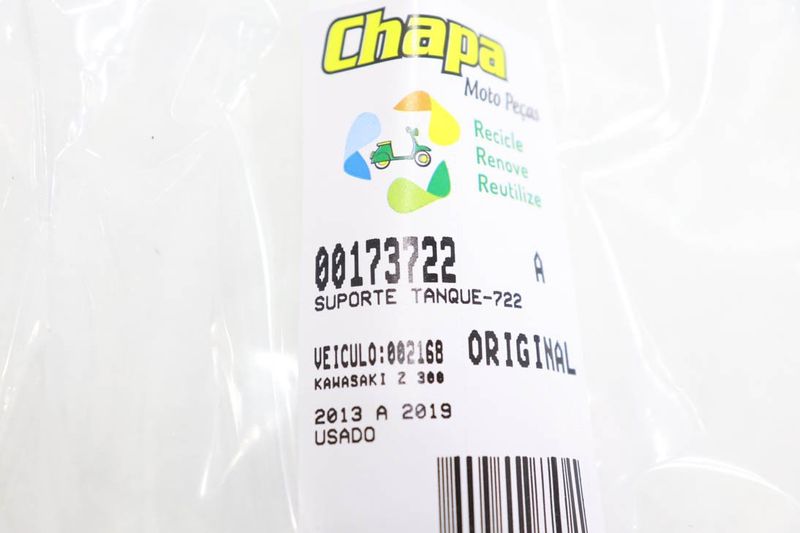 Chapa
Moto Peças
Recicle
Renove
Reutilize
00173722 A
SUPORTE TANQUE-722
VEICULO:002168 ORIGINAL
KAWASAKI Z 300
2013 A 2019
USADO